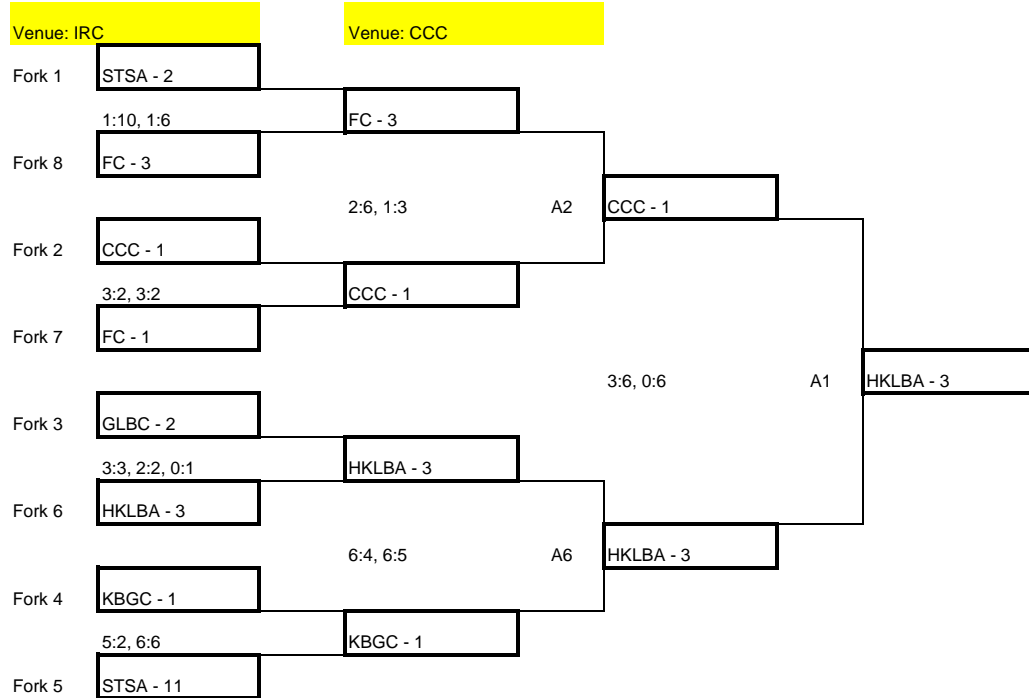 Venue: IRC Venue: CCC
Fork 1 STSA - 2
1:10, 1:6 FC - 3
Fork 8 FC - 3
2:6, 1:3 A2 CCC - 1
Fork 2 CCC - 1
3:2, 3:2 CCC - 1
Fork 7 FC - 1
3:6, 0:6 A1 HKLBA - 3
Fork 3 GLBC - 2
3:3, 2:2, 0:1 HKLBA - 3
Fork 6 HKLBA - 3
6:4, 6:5 A6 HKLBA - 3
Fork 4 KBGC - 1
5:2, 6:6 KBGC - 1
Fork 5 STSA - 11